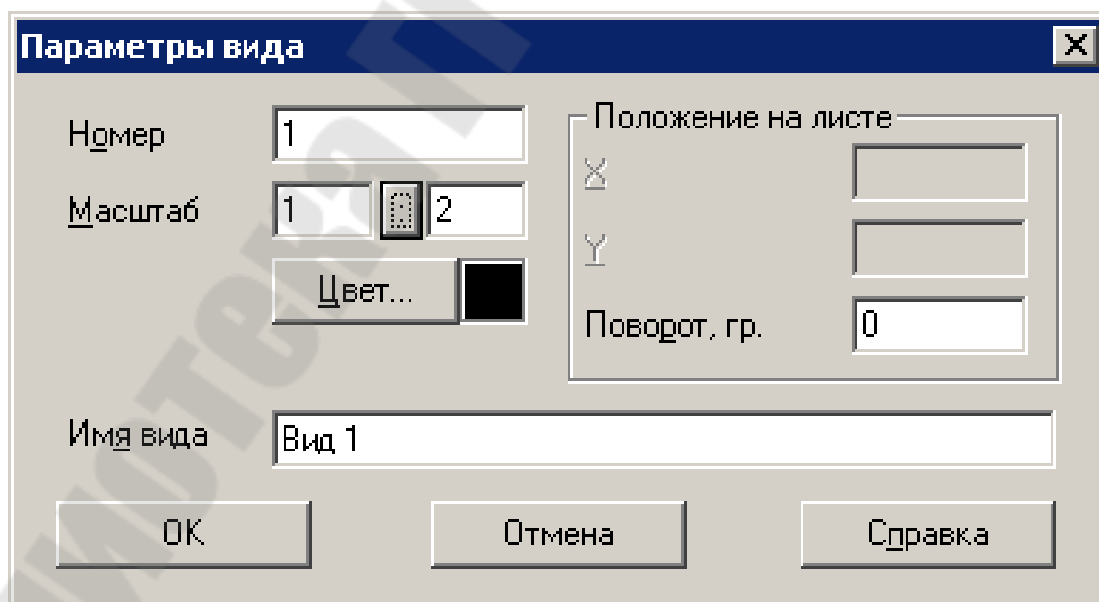 Параметры вида
Номер 1
Масштаб 1 : 2
Цвет...
Положение на листе
X
Y
Поворот, гр. 0
Имя вида Вид 1
OK Отмена Справка